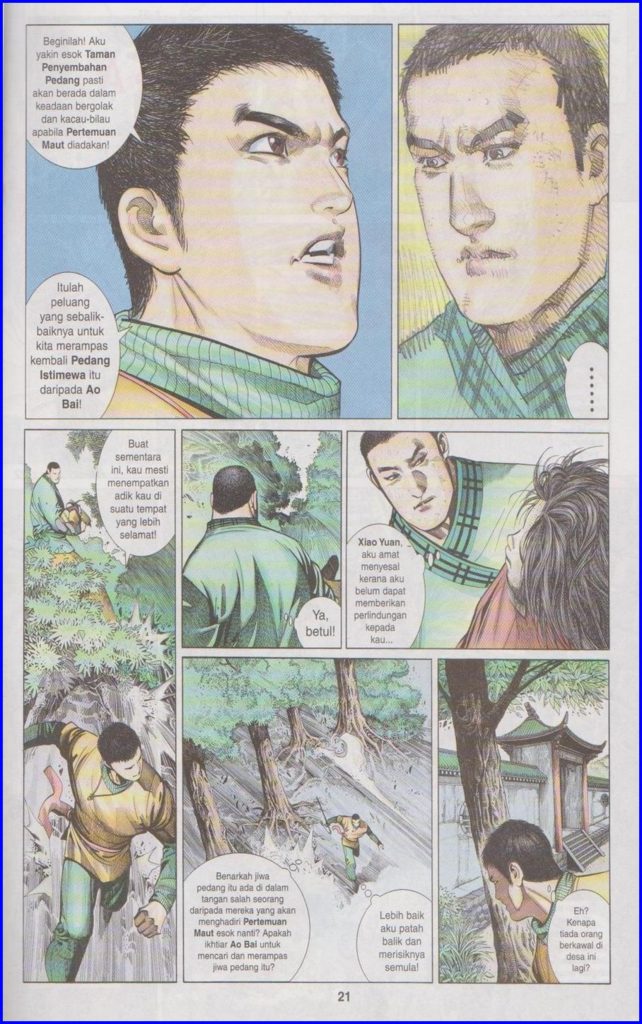 Beginilah! Aku
yakin esok Taman
Penyembahan
Pedang pasti
akan berada dalam
keadaan bergolak
dan kacau-bilau
apabila Pertemuan
Maut diadakan!
Itulah
peluang
yang sebalik-
baiknya untuk
kita merampas
kembali Pedang
Istimewa itu
daripada Ao
Bai!
......
Buat
sementara
ini, kau mesti
menempatkan
adik kau di
suatu tempat
yang lebih
selamat!
Ya,
betul!
Xiao Yuan,
aku amat
menyesal
kerana aku
belum dapat
memberikan
perlindungan
kepada
kau...
Benarkah jiwa
pedang itu ada di dalam
tangan salah seorang
daripada mereka yang akan
menghadiri Pertemuan
Maut esok nanti? Apakah
ikhtiar Ao Bai untuk
mencari dan merampas
jiwa pedang itu?
Lebih baik
aku patah
balik dan
merisiknya
semula!
Eh?
Kenapa
tiada orang
berkawal di
desa ini
lagi?
21